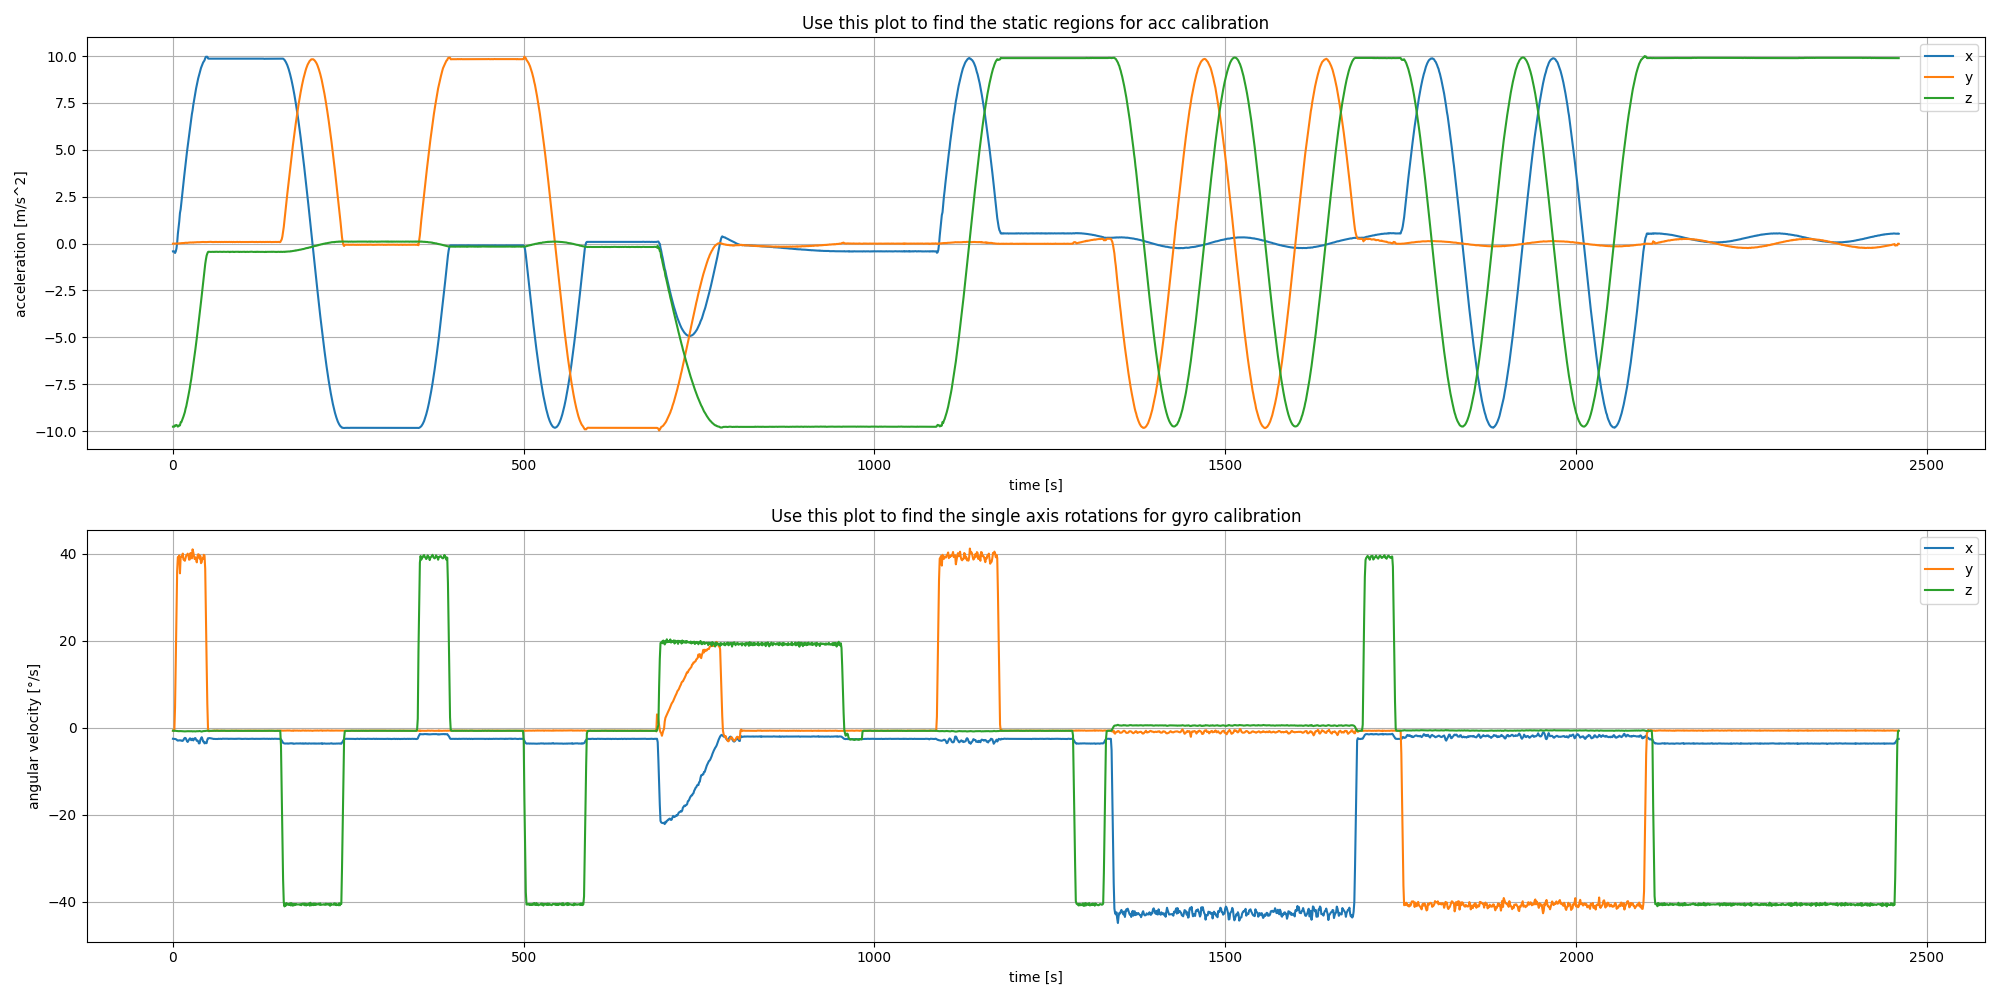 Use this plot to find the static regions for acc calibration
acceleration [m/s^2]
10.0
7.5
5.0
2.5
0.0
−2.5
−5.0
−7.5
−10.0
x
y
z
0 500 1000 1500 2000 2500
time [s]
Use this plot to find the single axis rotations for gyro calibration
angular velocity [°/s]
40
20
0
−20
−40
x
y
z
0 500 1000 1500 2000 2500
time [s]